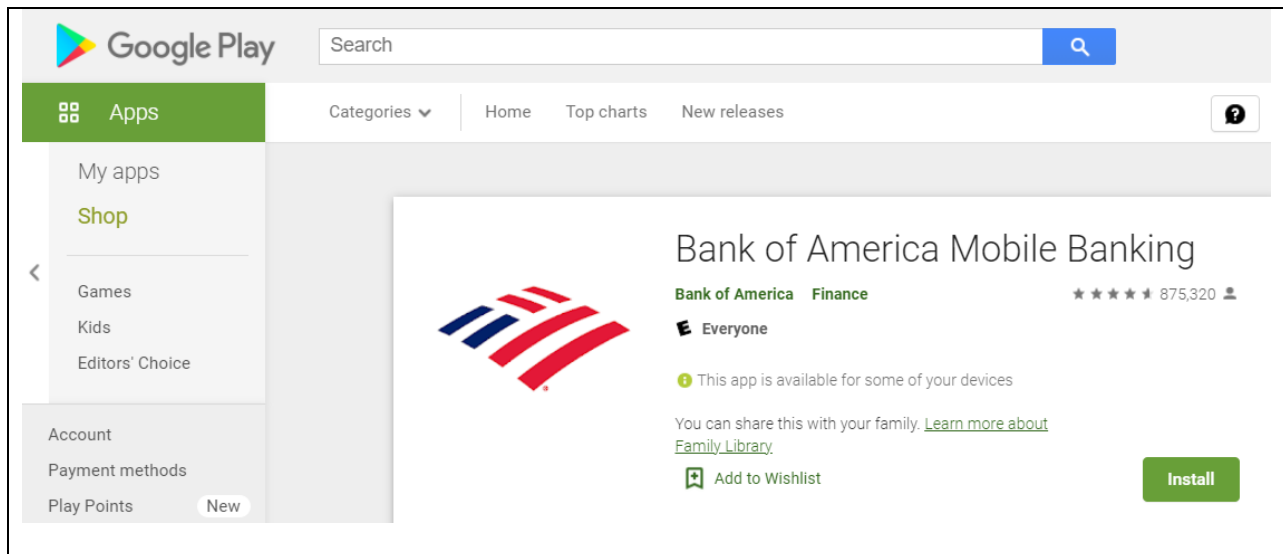 Google Play
Search
Apps
Categories
Home
Top charts
New releases
My apps
Shop
Games
Kids
Editors' Choice
Account
Payment methods
Play Points
New
Bank of America Mobile Banking
Bank of America Finance
875,320
E Everyone
This app is available for some of your devices
You can share this with your family. Learn more about
Family Library
Add to Wishlist
Install